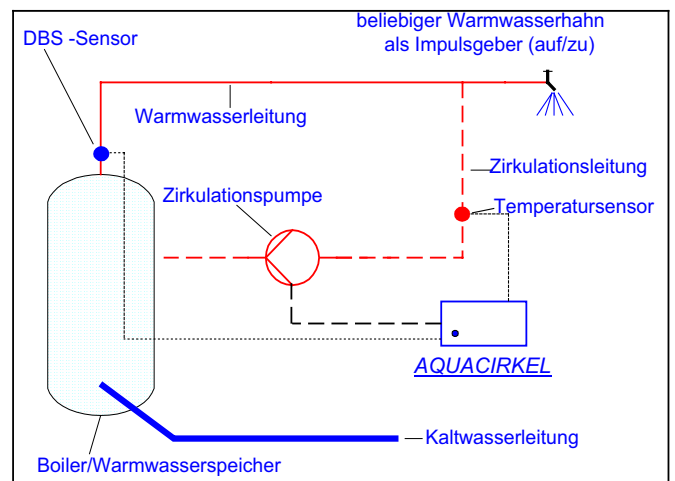 beliebiger Warmwasserhahn
als Impulsgeber (auf/zu)
DBS -Sensor
Warmwasserleitung
Zirkulationsleitung
Zirkulationspumpe
Temperatursensor
AQUACIRKEL
Kaltwasserleitung
Boiler/Warmwasserspeicher